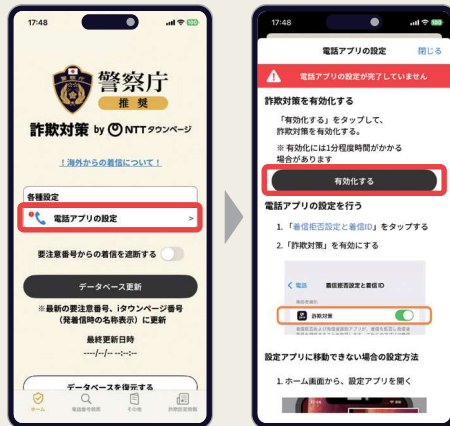 17:48
100
警察庁
推奨
詐欺対策 by NTTタウンページ
！海外からの着信について！
各種設定
電話アプリの設定
>
要注意番号からの着信を遮断する
データベース更新
※最新の要注意番号、iタウンページ番号
（発着信時の名称表示）に更新
最終更新日時
----/--/-- --:--:--
データベースを復元する
ホーム
電話番号検索
その他
詐欺防犯情報
17:48
100
電話アプリの設定
閉じる
電話アプリの設定が完了していません
詐欺対策を有効化する
「有効化する」をタップして、
詐欺対策を有効化する。
※ 有効化には1分程度時間がかかる
場合があります
有効化する
電話アプリの設定を行う
1. 「着信拒否設定と着信ID」をタップする
2. 「詐欺対策」を有効にする
電話
着信拒否設定と着信 ID
詐欺対策
設定アプリに移動できない場合の設定方法
1. ホーム画面から、設定アプリを開く